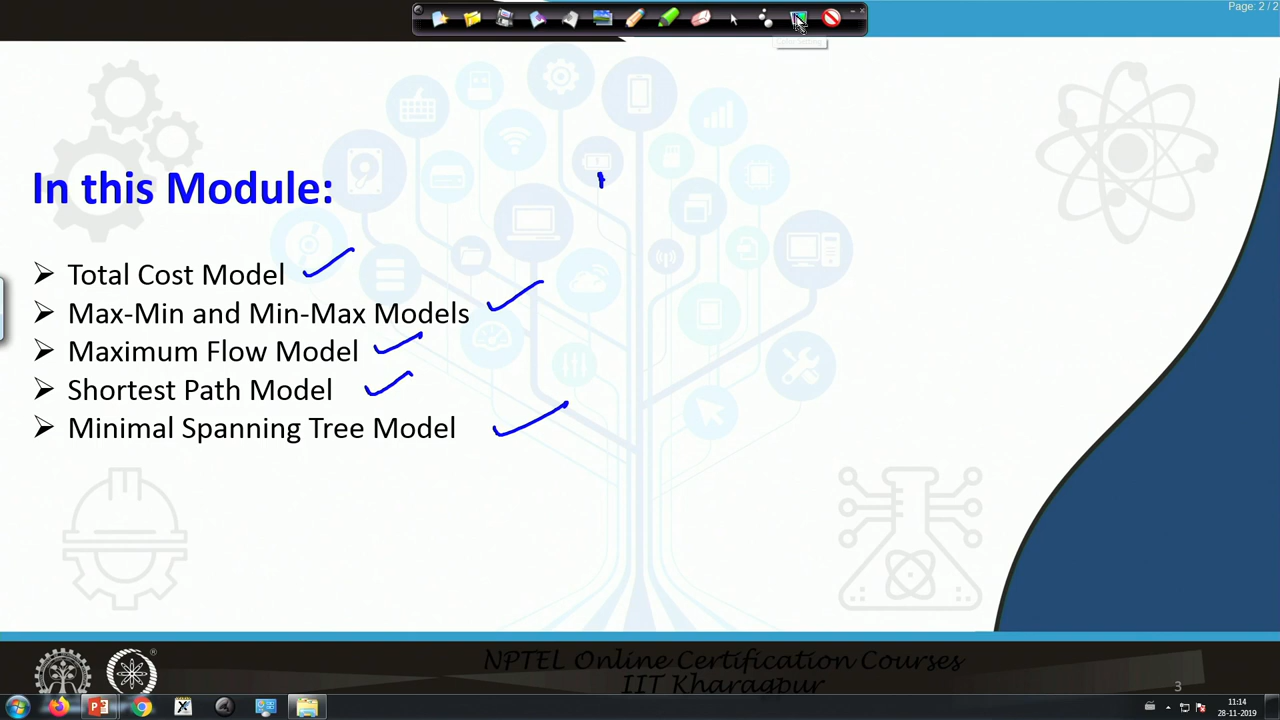 Page: 2 / 2
In this Module:
➢ Total Cost Model
➢ Max-Min and Min-Max Models
➢ Maximum Flow Model
➢ Shortest Path Model
➢ Minimal Spanning Tree Model
NPTEL Online Certification Courses
IIT Kharagpur
3
11:14
28-11-2019